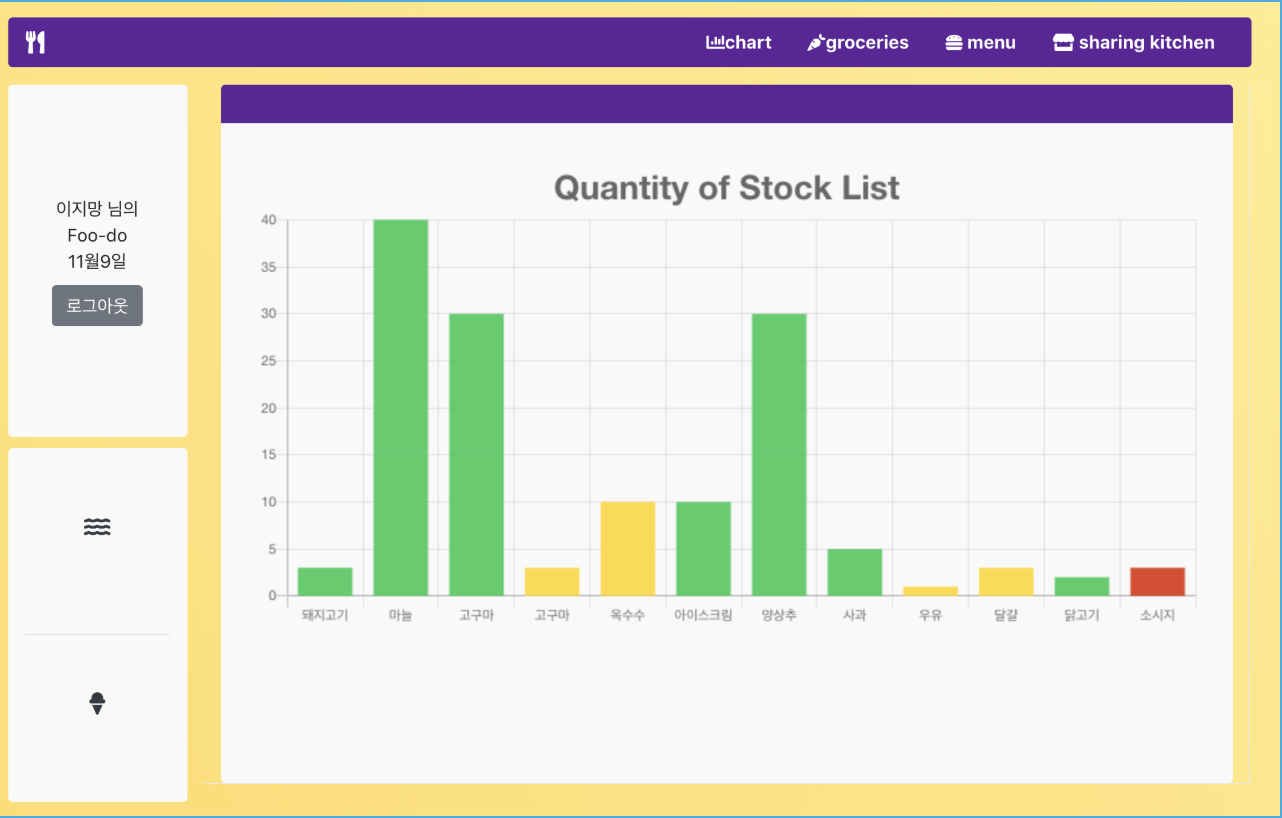 chart groceries menu sharing kitchen
이지망 님의
Foo-do
11월9일
로그아웃
Quantity of Stock List
40
35
30
25
20
15
10
5
0
돼지고기 마늘 고구마 고구마 옥수수 아이스크림 양상추 사과 우유 달걀 닭고기 소시지